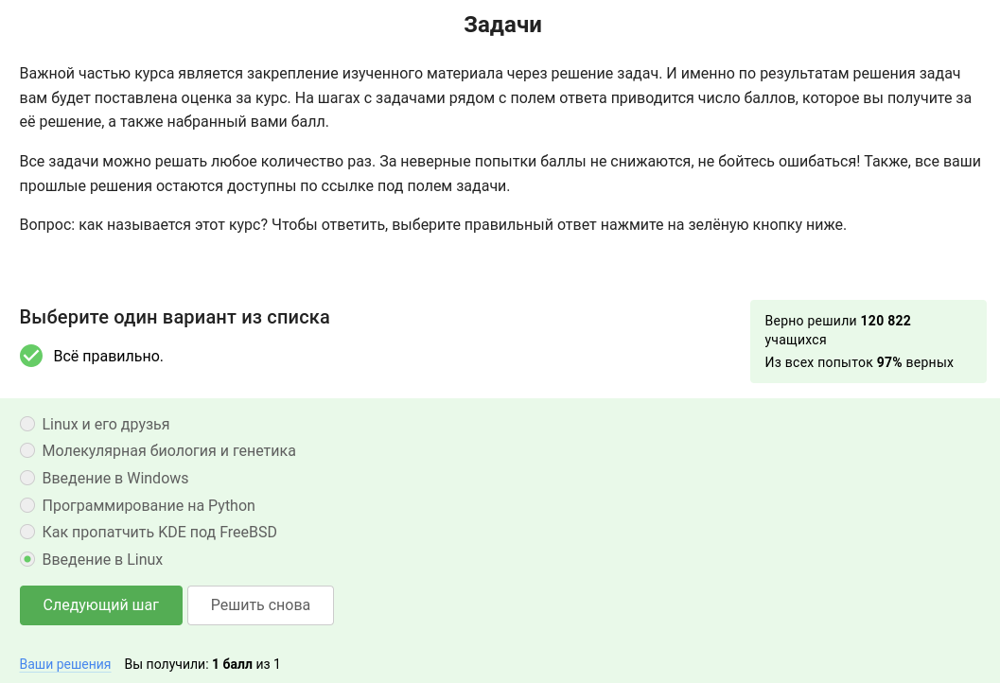 Задачи
Важной частью курса является закрепление изученного материала через решение задач. И именно по результатам решения задач
вам будет поставлена оценка за курс. На шагах с задачами рядом с полем ответа приводится число баллов, которое вы получите за
её решение, а также набранный вами балл.
Все задачи можно решать любое количество раз. За неверные попытки баллы не снижаются, не бойтесь ошибаться! Также, все ваши
прошлые решения остаются доступны по ссылке под полем задачи.
Вопрос: как называется этот курс? Чтобы ответить, выберите правильный ответ нажмите на зелёную кнопку ниже.
Выберите один вариант из списка
Всё правильно.
Верно решили 120 822
учащихся
Из всех попыток 97% верных
Linux и его друзья
Молекулярная биология и генетика
Введение в Windows
Программирование на Python
Как пропатчить KDE под FreeBSD
Введение в Linux
Следующий шаг
Решить снова
Ваши решения Вы получили: 1 балл из 1